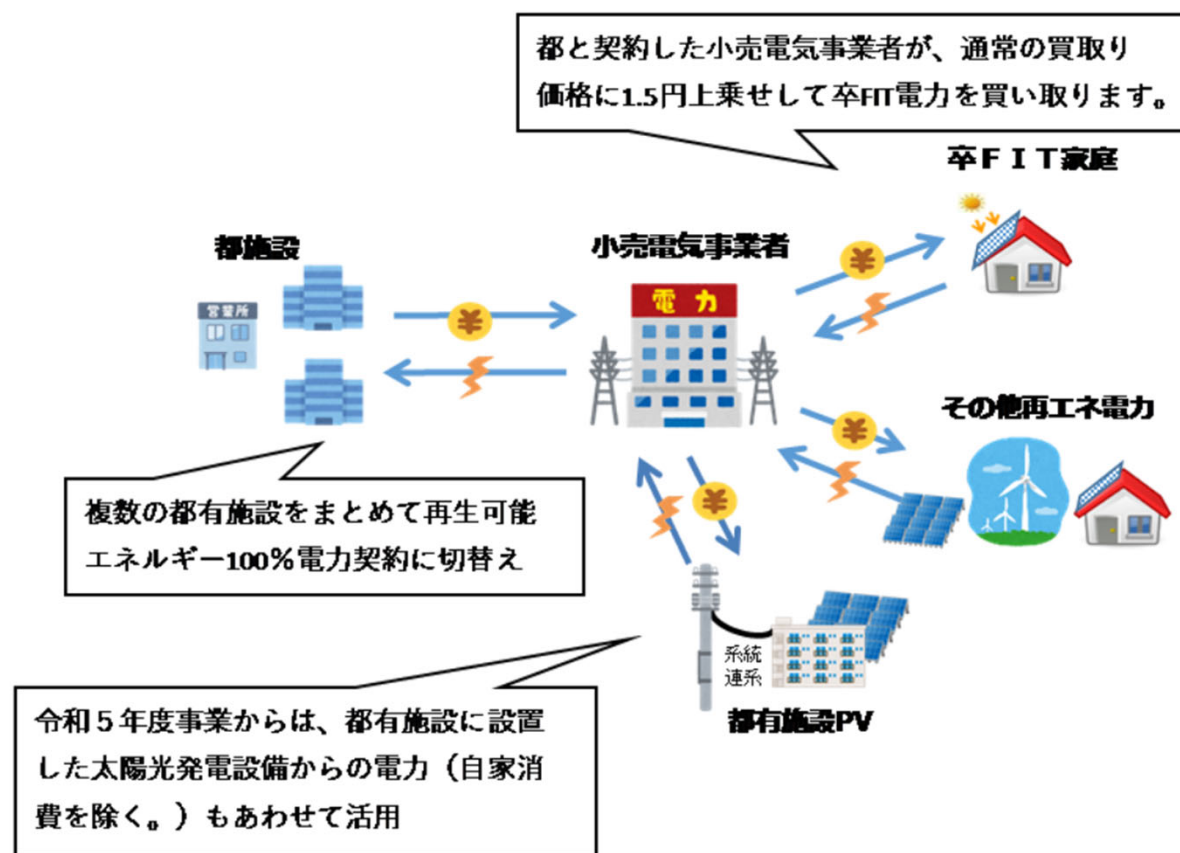 都と契約した小売電気事業者が、通常の買取り
価格に1.5円上乗せして卒FIT電力を買い取ります。
卒FIT家庭
都施設
小売電気事業者
営業所
電力
¥
¥
その他再エネ電力
¥
複数の都有施設をまとめて再生可能
エネルギー100%電力契約に切替え
¥
系統
連系
都有施設PV
令和5年度事業からは、都有施設に設置
した太陽光発電設備からの電力（自家消
費を除く。）もあわせて活用